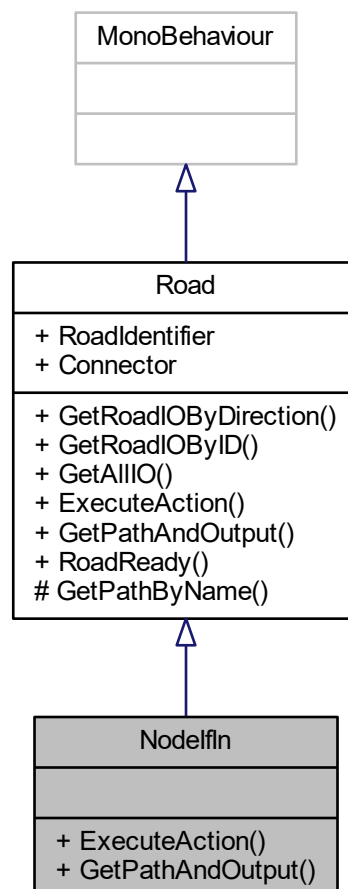 MonoBehaviour
Road
+ RoadIdentifier
+ Connector
+ GetRoadIOByDirection()
+ GetRoadIOByID()
+ GetAllIO()
+ ExecuteAction()
+ GetPathAndOutput()
+ RoadReady()
# GetPathByName()
NodeIfIn
+ ExecuteAction()
+ GetPathAndOutput()